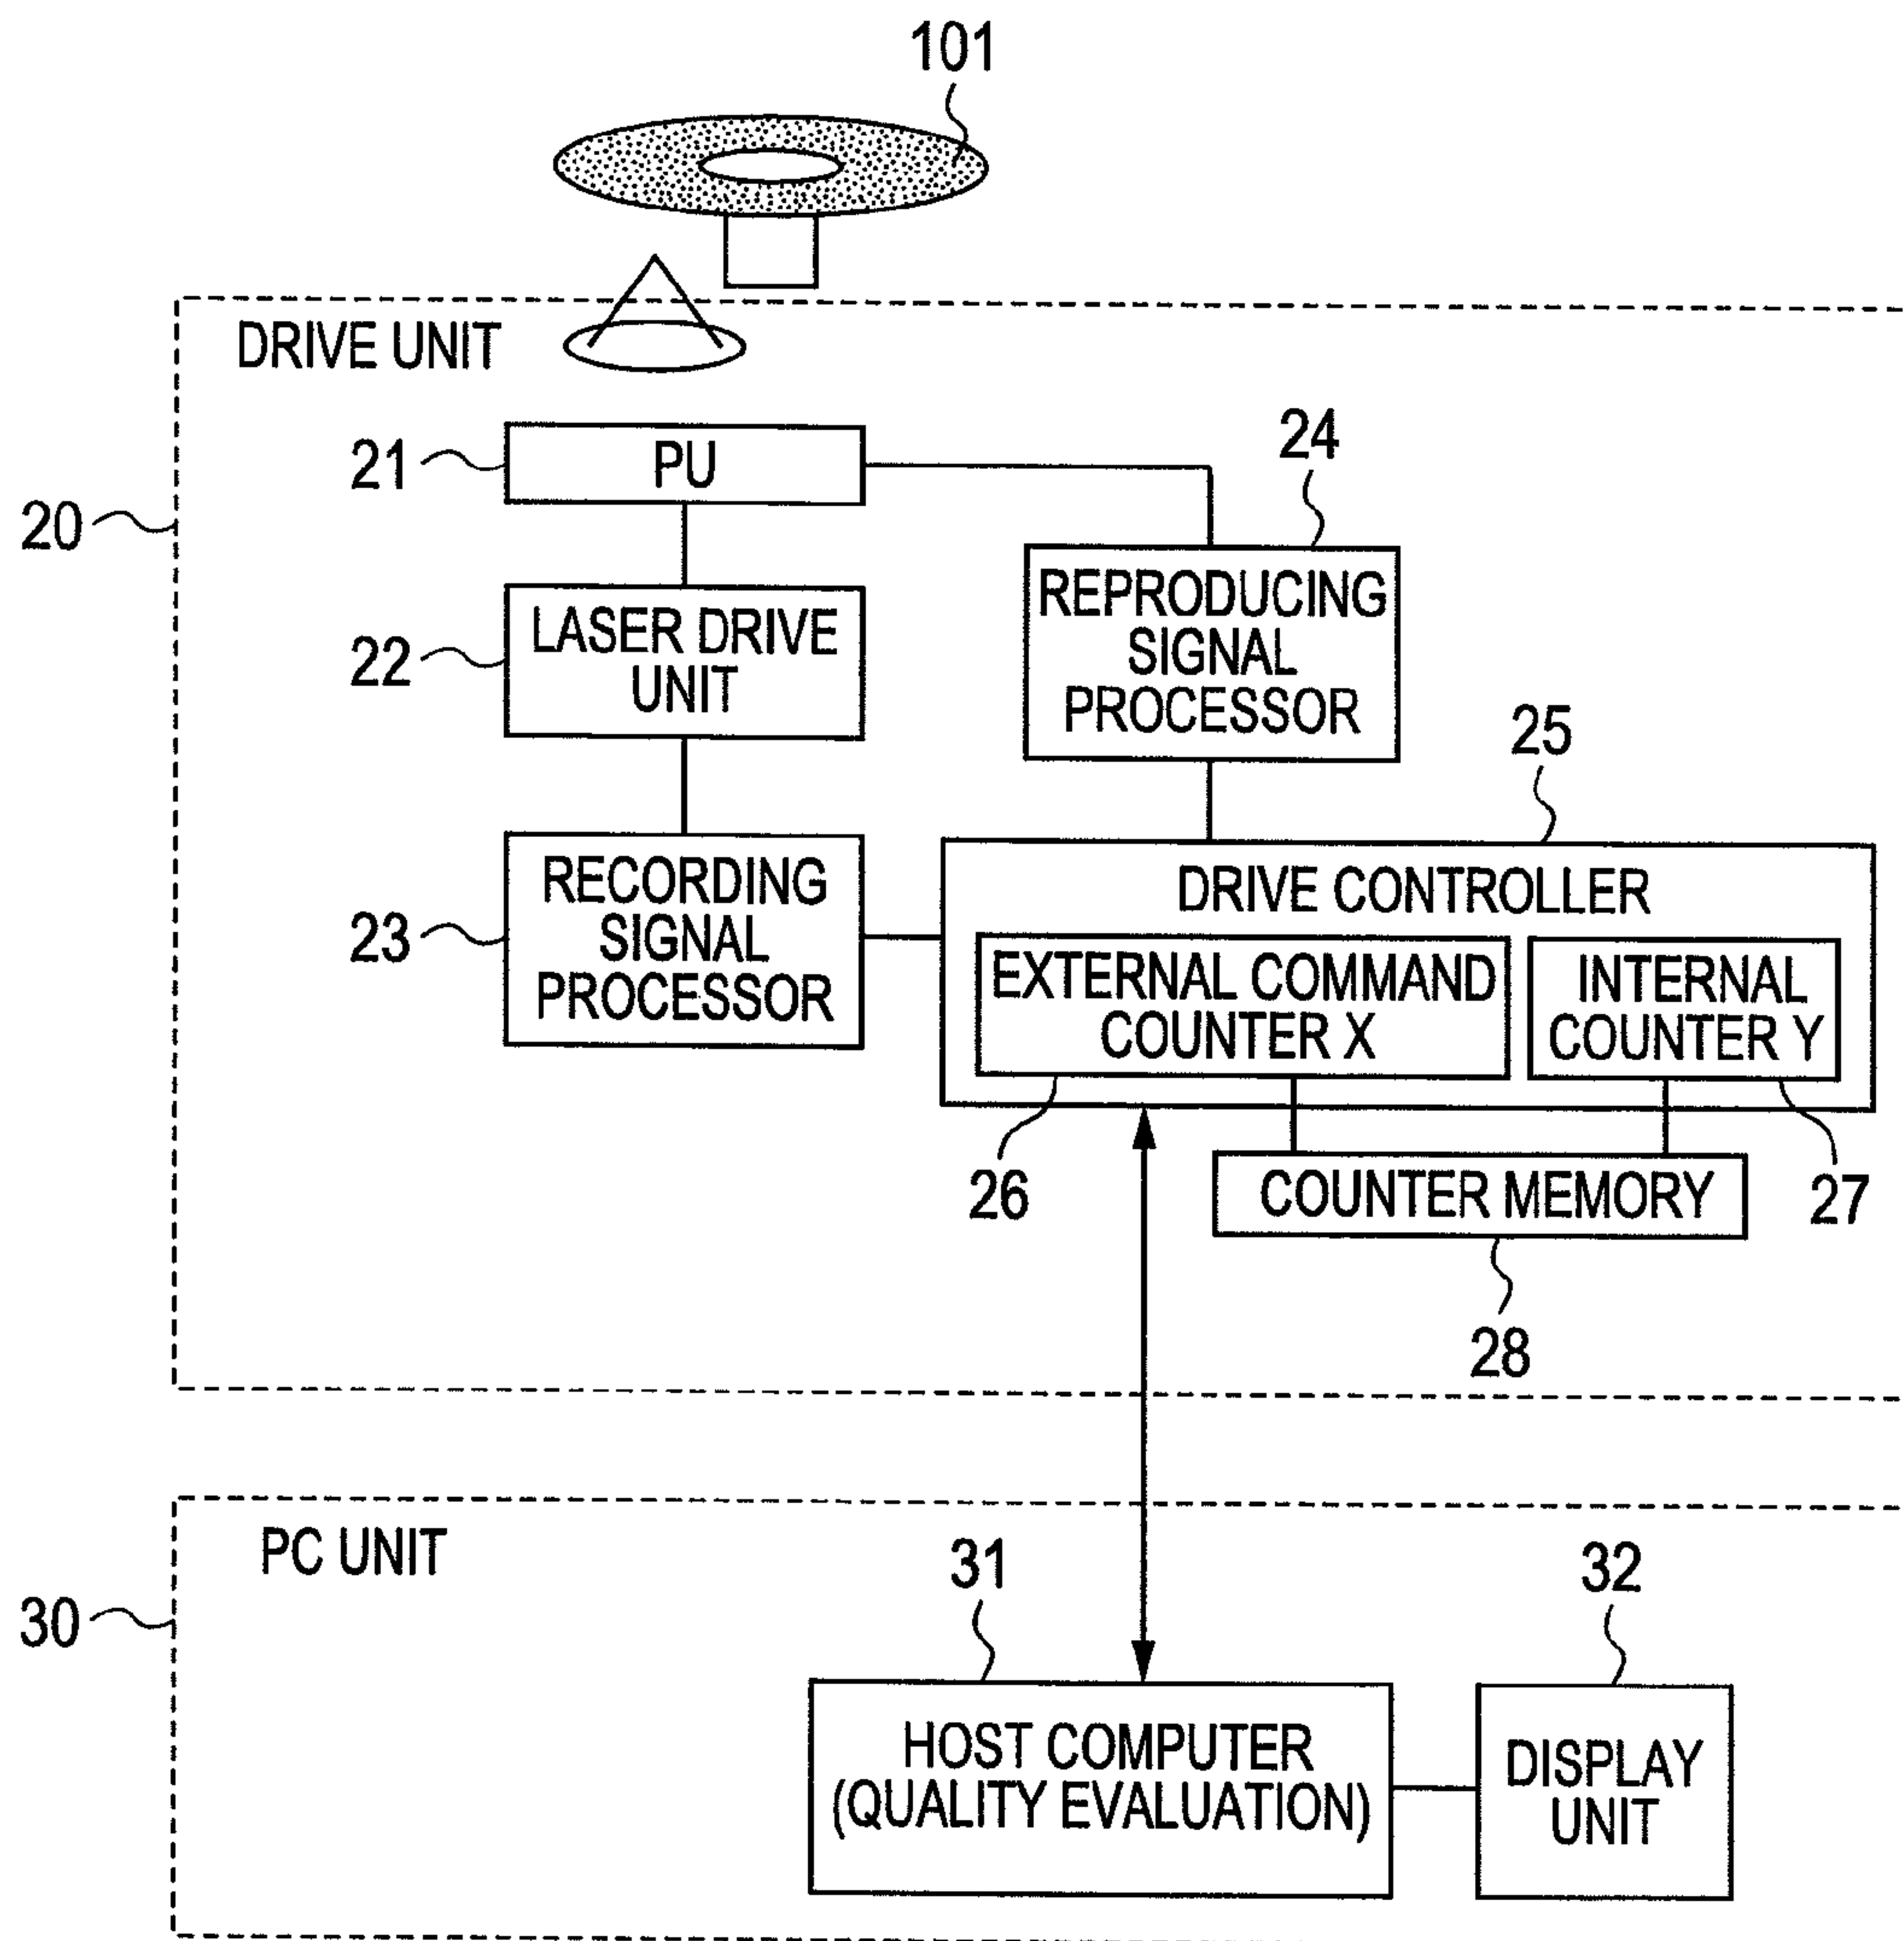 101
DRIVE UNIT
20
21
PU
24
22
LASER DRIVE
UNIT
REPRODUCING
SIGNAL
PROCESSOR
25
23
RECORDING
SIGNAL
PROCESSOR
DRIVE CONTROLLER
EXTERNAL COMMAND
COUNTER X
INTERNAL
COUNTER Y
26
COUNTER MEMORY
27
28
PC UNIT
30
31
32
HOST COMPUTER
(QUALITY EVALUATION)
DISPLAY
UNIT